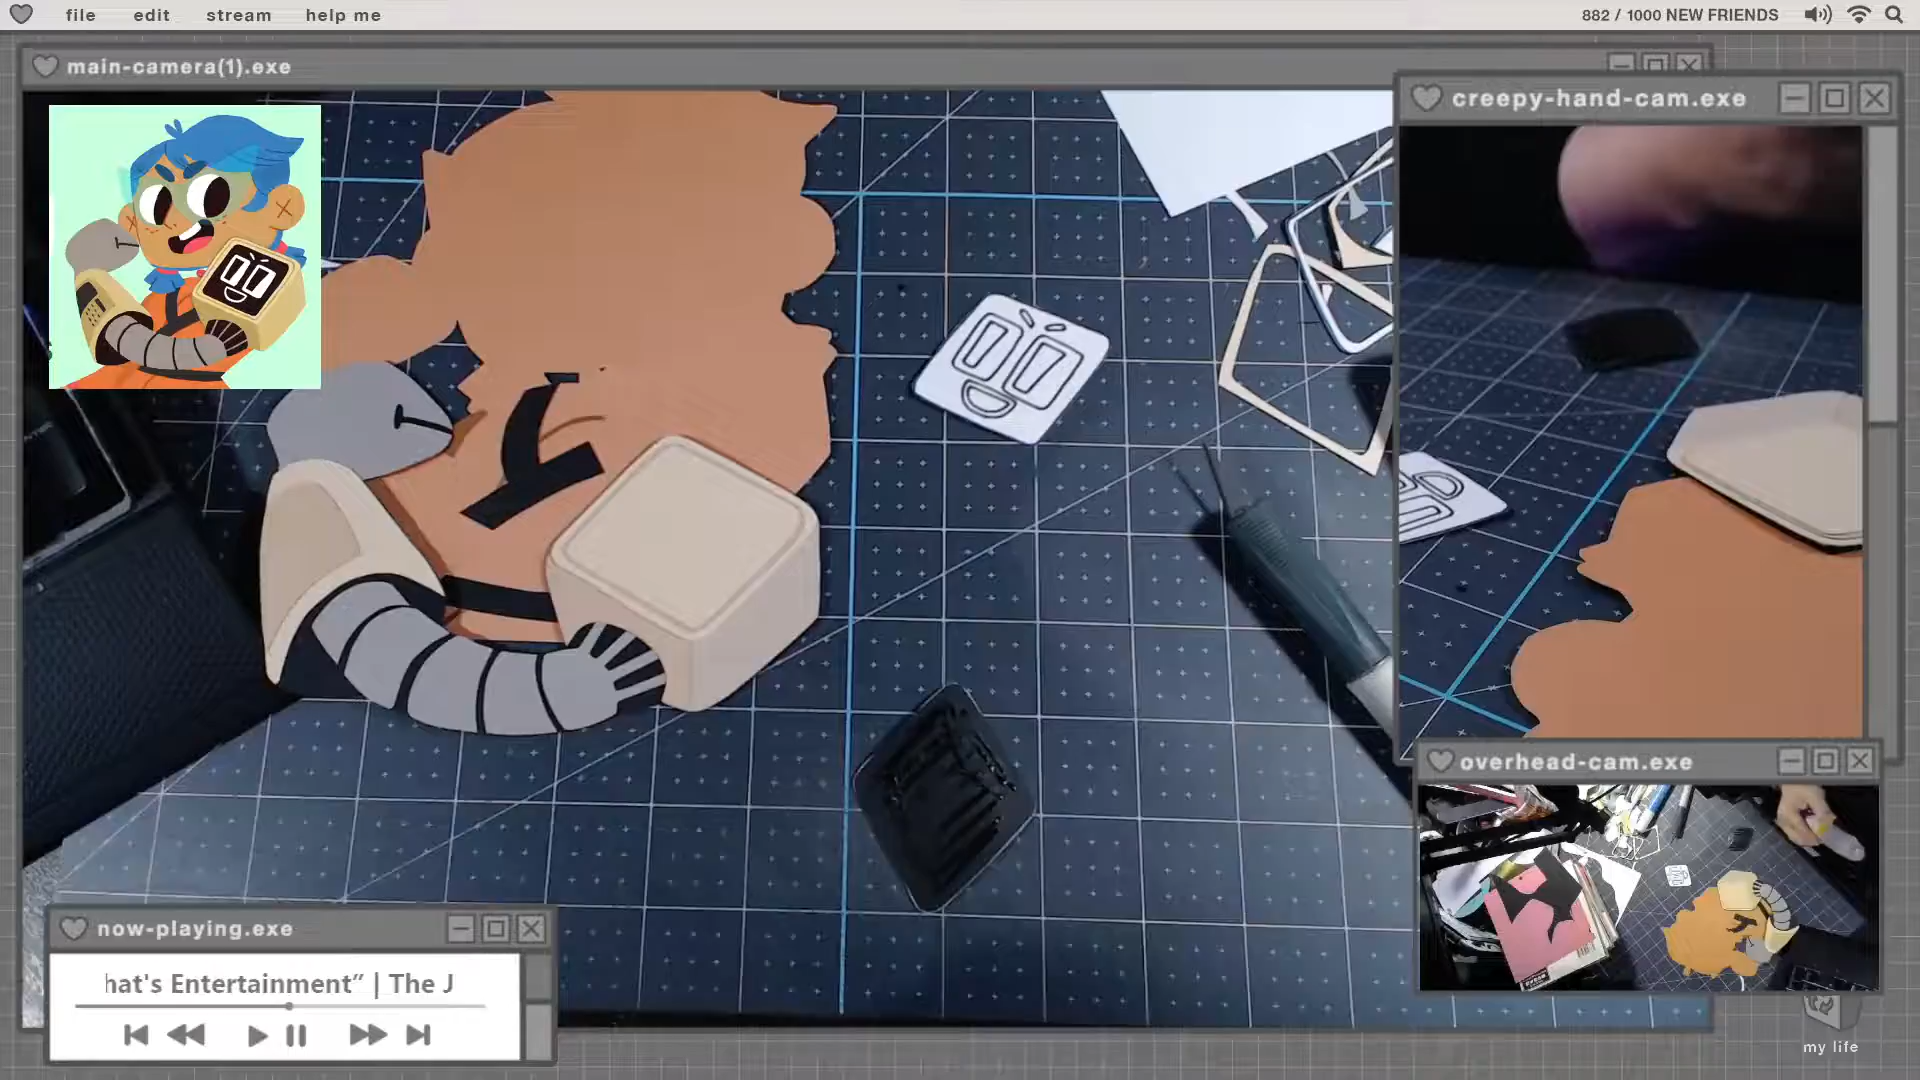 file edit stream help me
882 / 1000 NEW FRIENDS
main-camera(1).exe
creepy-hand-cam.exe
overhead-cam.exe
now-playing.exe
hat's Entertainment” | The J
my life